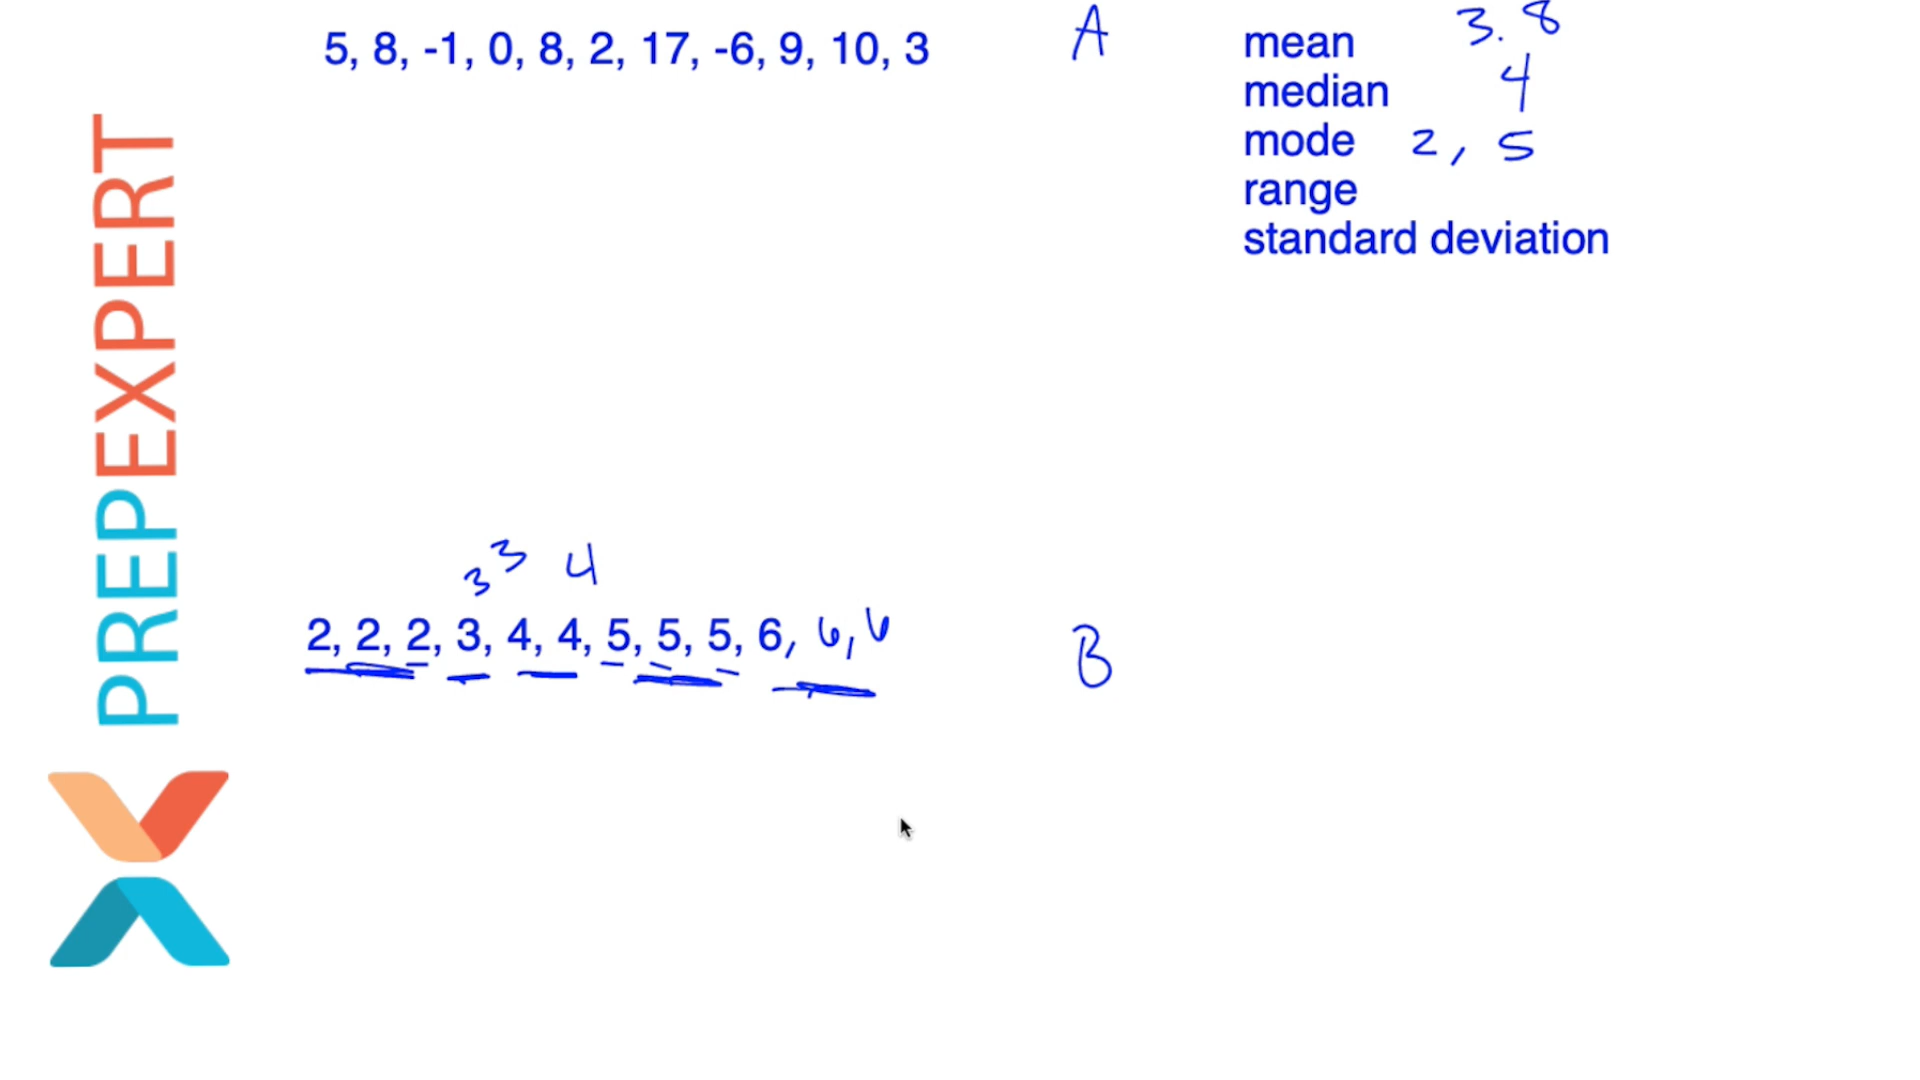 5, 8, -1, 0, 8, 2, 17, -6, 9, 10, 3
A
mean 3.8
median 4
mode 2, 5
range
standard deviation
PREPEXPERT
3 3 4
2, 2, 2, 3, 4, 4, 5, 5, 5, 6, 6, 6
B